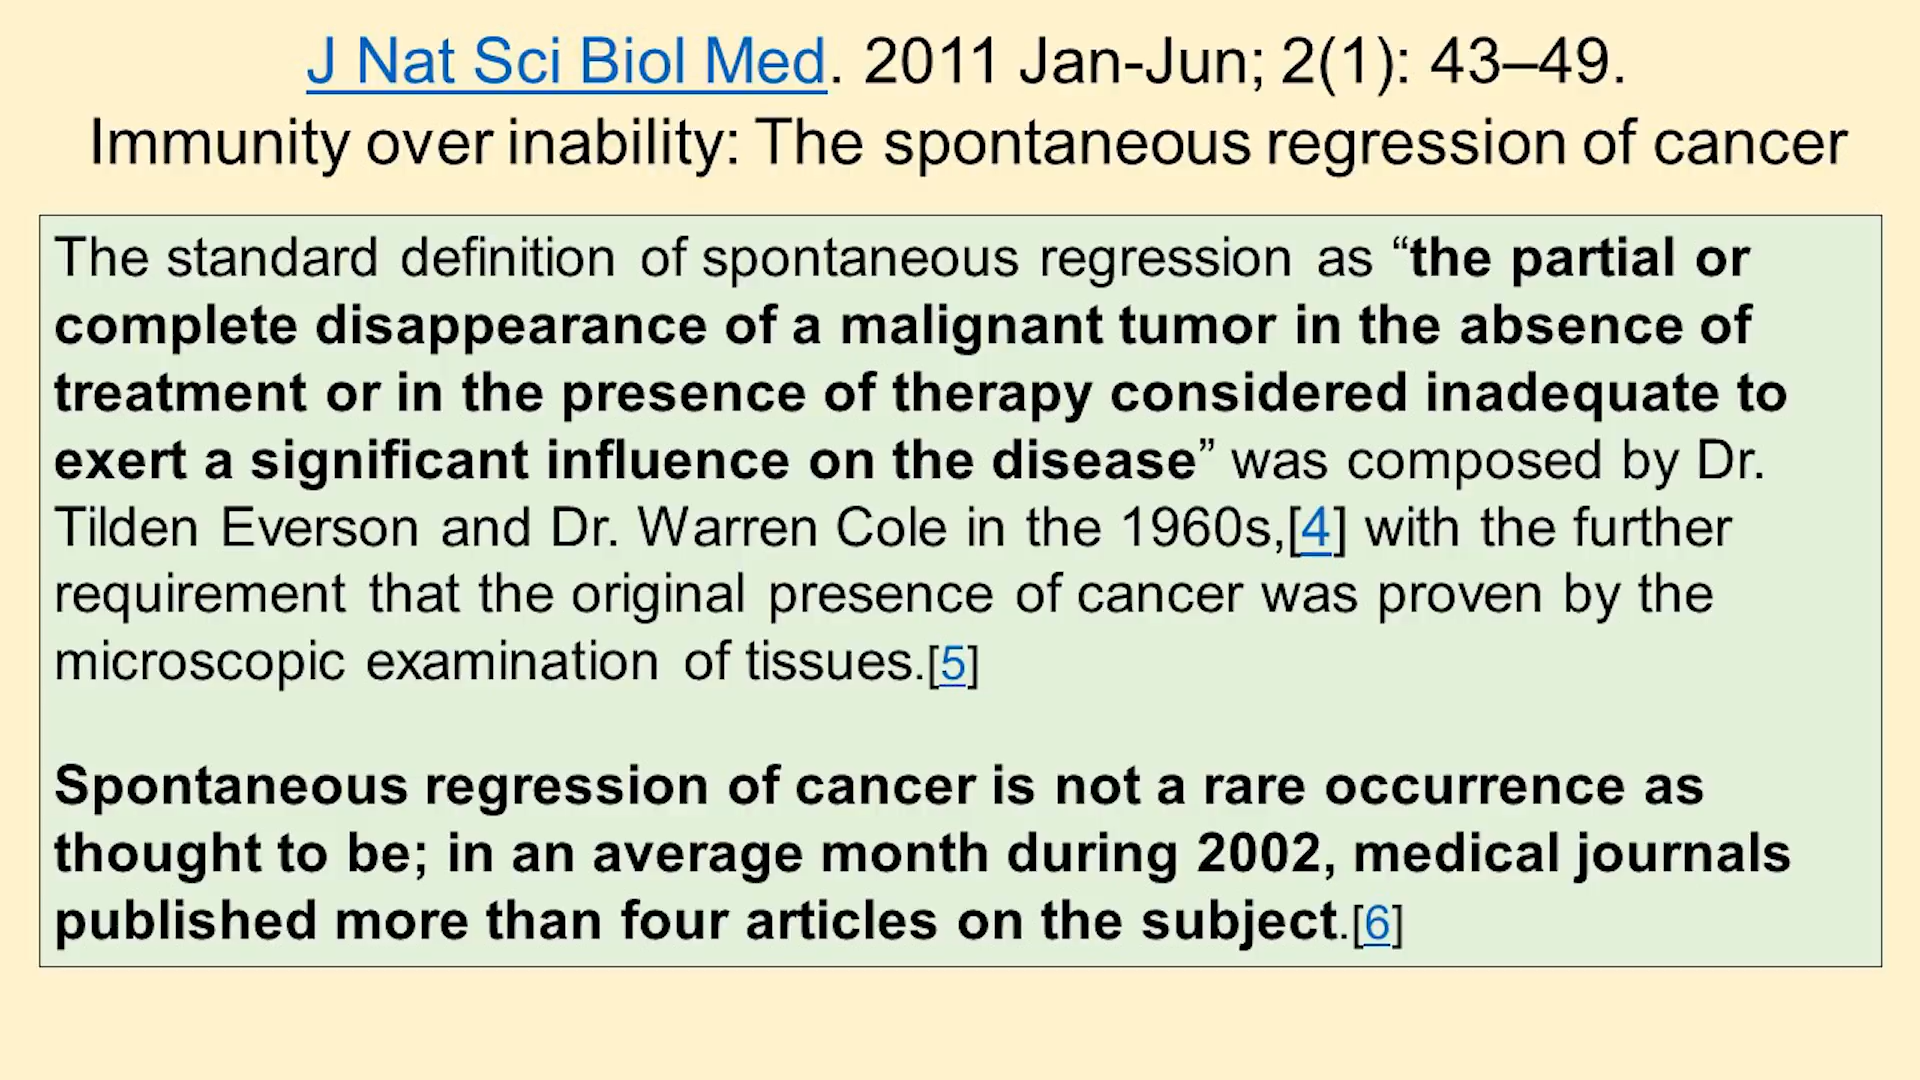 J Nat Sci Biol Med. 2011 Jan-Jun; 2(1): 43–49.
Immunity over inability: The spontaneous regression of cancer
The standard definition of spontaneous regression as “the partial or
complete disappearance of a malignant tumor in the absence of
treatment or in the presence of therapy considered inadequate to
exert a significant influence on the disease” was composed by Dr.
Tilden Everson and Dr. Warren Cole in the 1960s,[4] with the further
requirement that the original presence of cancer was proven by the
microscopic examination of tissues.[5]
Spontaneous regression of cancer is not a rare occurrence as
thought to be; in an average month during 2002, medical journals
published more than four articles on the subject.[6]